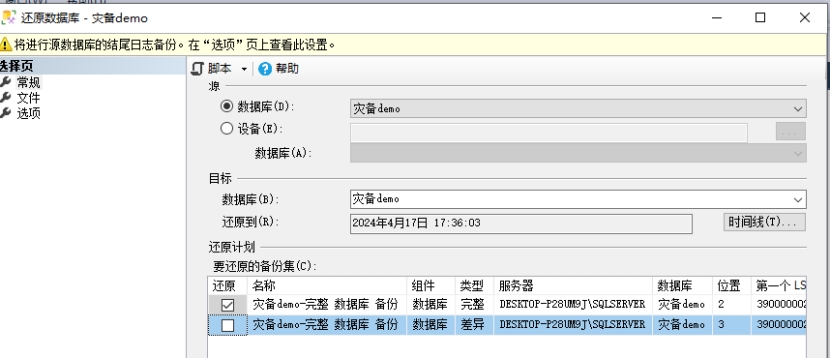 还原数据库 - 灾备demo
将进行源数据库的结尾日志备份。在“选项”页上查看此设置。
选择页
常规
文件
选项
脚本 帮助
源
数据库(D): 灾备demo
设备(E): ...
数据库(A):
目标
数据库(B): 灾备demo
还原到(R): 2024年4月17日 17:36:03 时间线(T)...
还原计划
要还原的备份集(C):
还原 名称 组件 类型 服务器 数据库 位置 第一个 LS
灾备demo-完整 数据库 备份 数据库 完整 DESKTOP-P28UM9J\SQLSERVER 灾备demo 2 39000002
灾备demo-完整 数据库 备份 数据库 差异 DESKTOP-P28UM9J\SQLSERVER 灾备demo 3 39000002